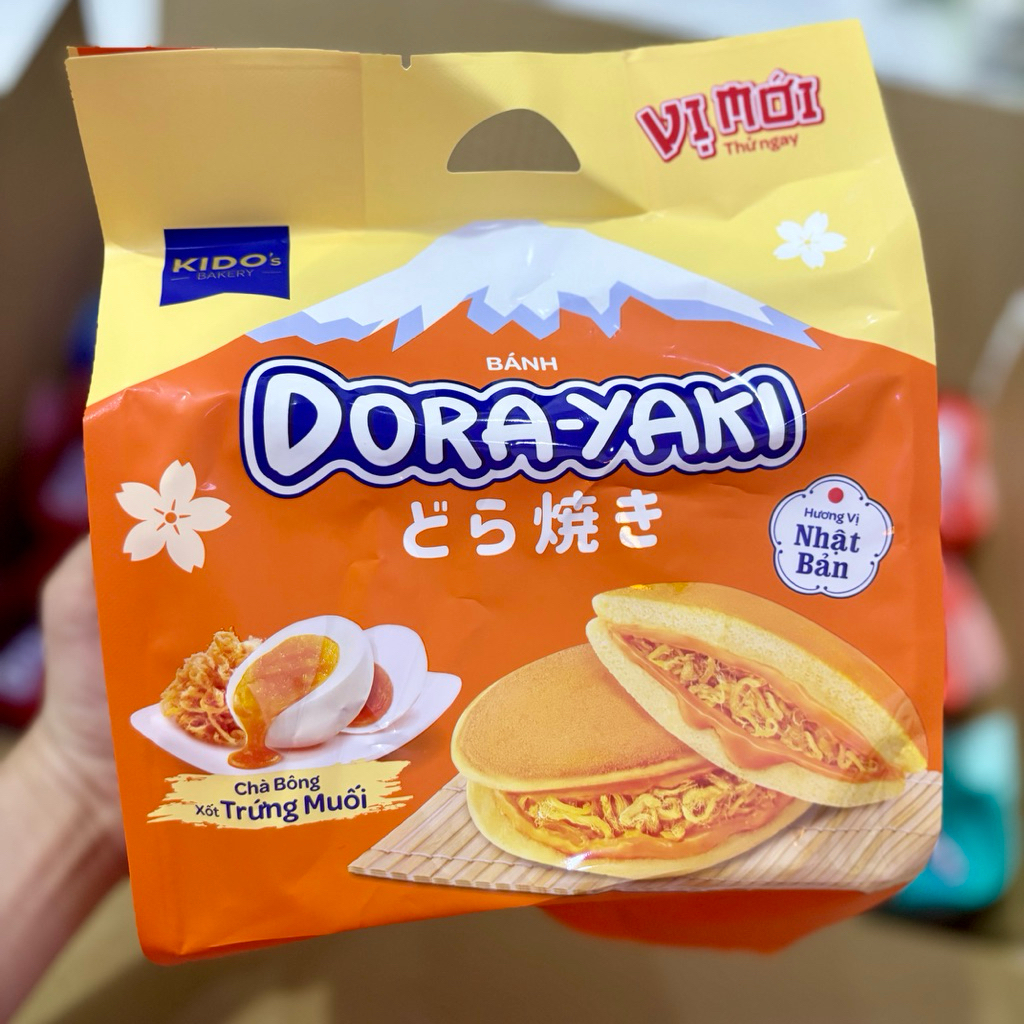 VỊ MỚI
Thử ngay
KIDO's
BAKERY
BÁNH
DORA-YAKI
どら焼き
Hương Vị
Nhật
Bản
Chà Bông
Xốt Trứng Muối